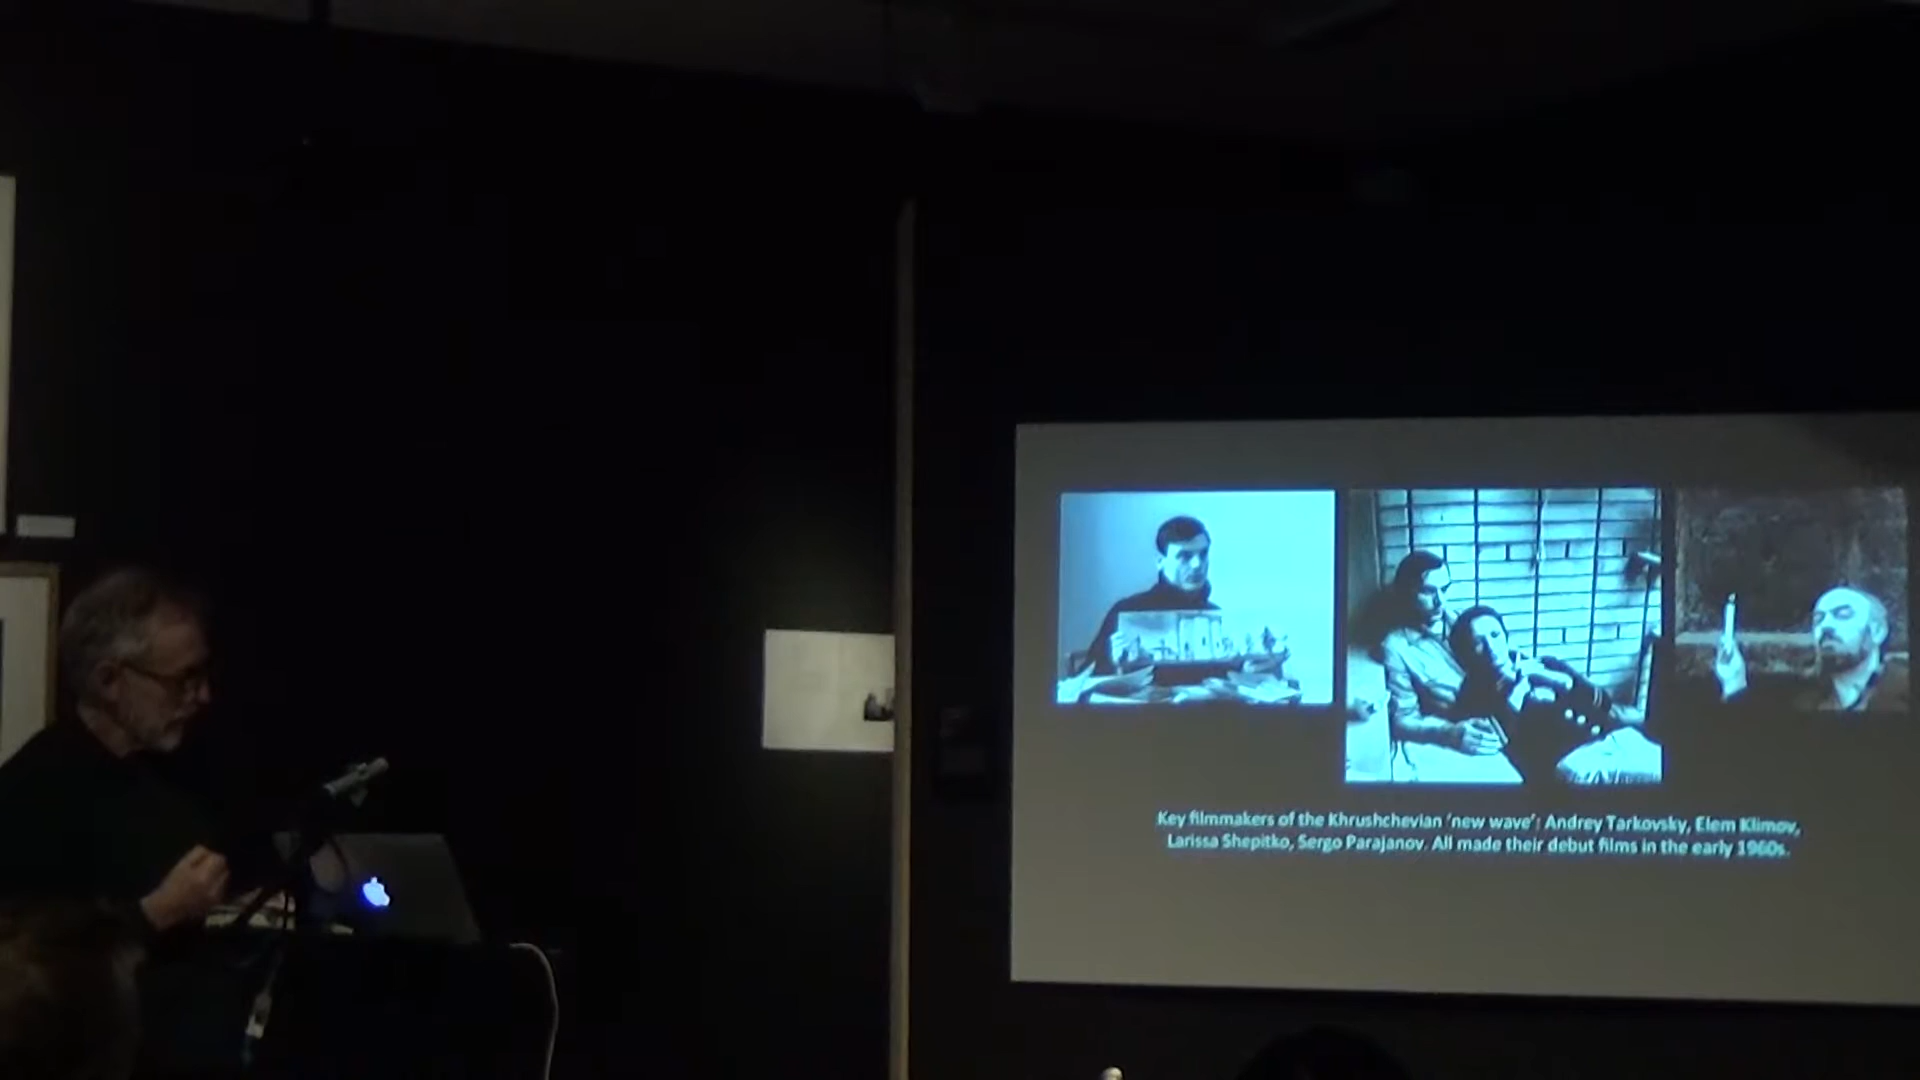 Key filmmakers of the Khrushchevian 'new wave': Andrey Tarkovsky, Elem Klimov,
Larissa Shepitko, Sergo Parajanov. All made their debut films in the early 1960s.